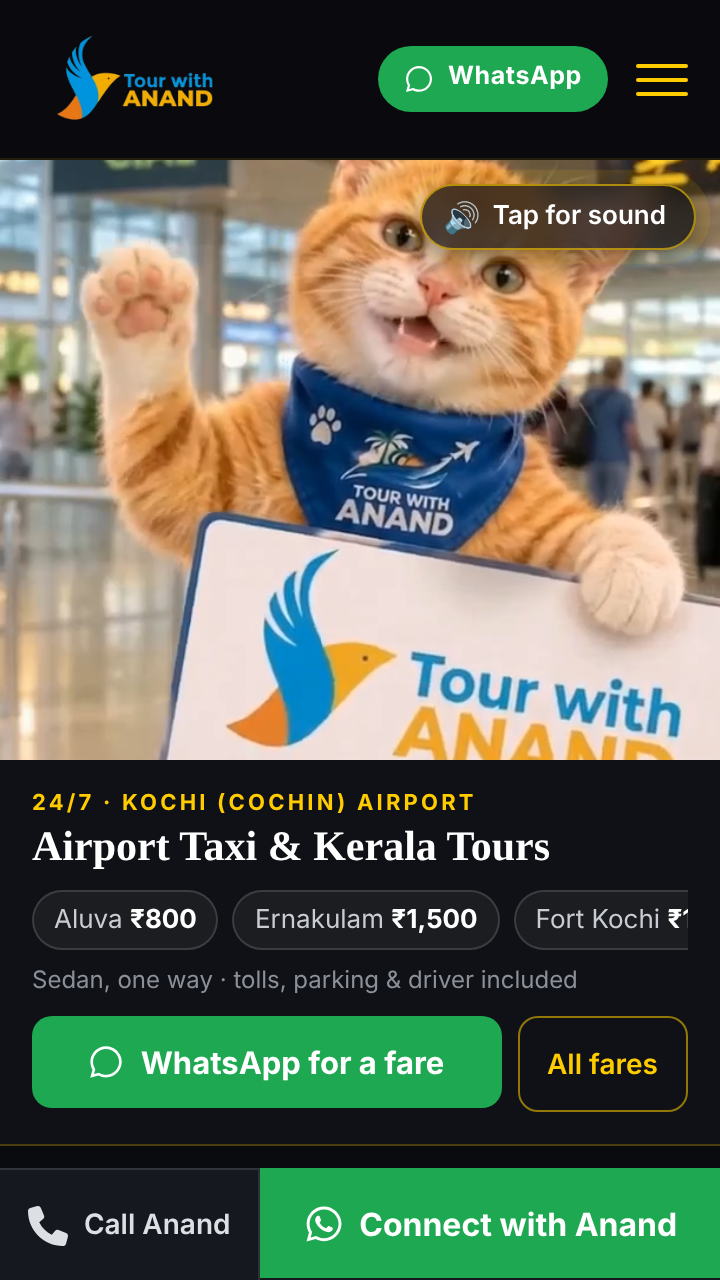 Tour with
ANAND
WhatsApp
🔊 Tap for sound
TOUR WITH
ANAND
Tour with
ANAND
24/7 · KOCHI (COCHIN) AIRPORT
Airport Taxi & Kerala Tours
Aluva ₹800
Ernakulam ₹1,500
Fort Kochi
Sedan, one way · tolls, parking & driver included
WhatsApp for a fare
All fares
Call Anand
Connect with Anand